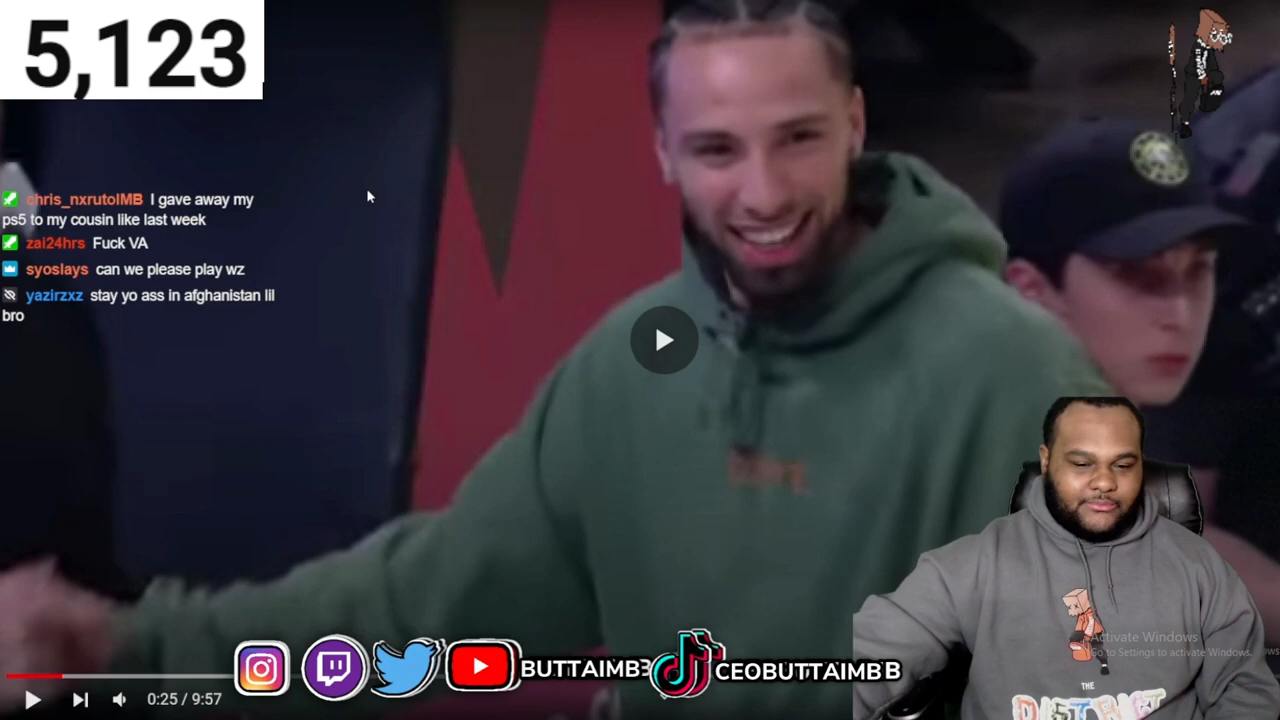 5,123
chris_nxrutoIMB I gave away my
ps5 to my cousin like last week
zai24hrs Fuck VA
syoslays can we please play wz
yazirzxz stay yo ass in afghanistan lil
bro
Activate Windows
Go to Settings to activate Windows.
THE
DISTRICT
BUTTAIMB
CEOBUTTAIMBB
0:25 / 9:57